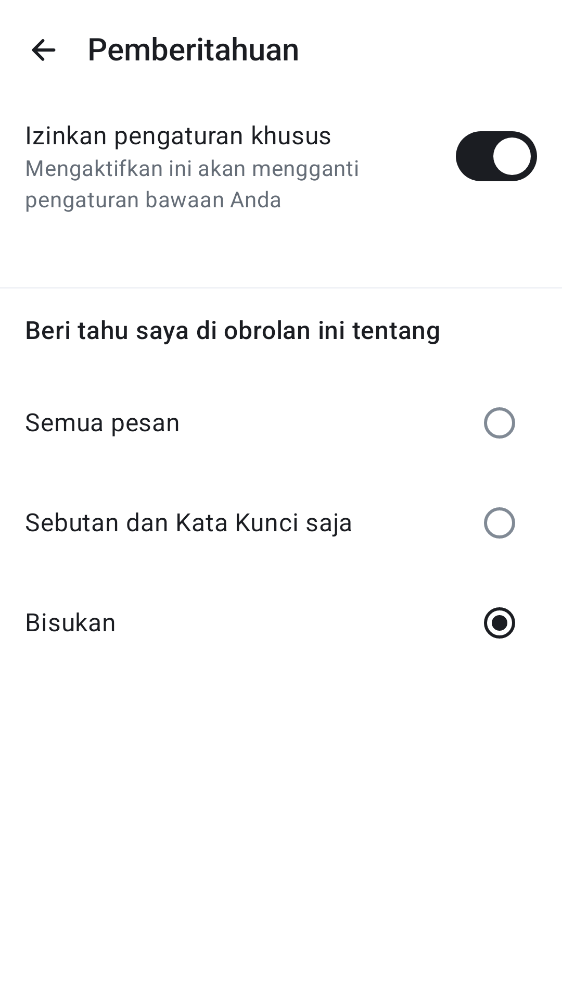 Pemberitahuan
Izinkan pengaturan khusus
Mengaktifkan ini akan mengganti
pengaturan bawaan Anda
Beri tahu saya di obrolan ini tentang
Semua pesan
Sebutan dan Kata Kunci saja
Bisukan